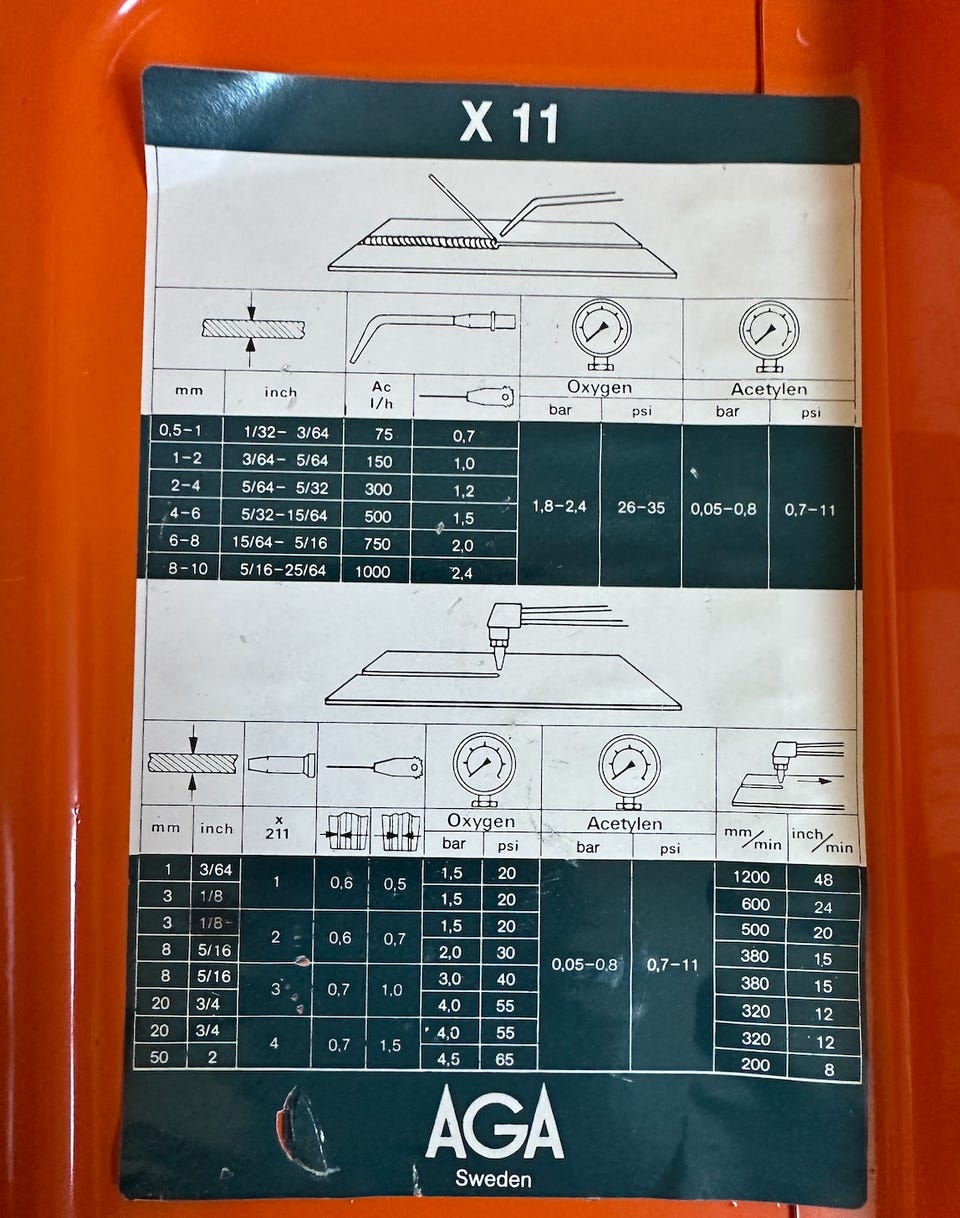 X 11
Oxygen Acetylen
mm inch Ac l/h bar psi bar psi
0,5–1 1/32– 3/64 75 0,7
1–2 3/64– 5/64 150 1,0
2–4 5/64– 5/32 300 1,2
1,8–2,4 26–35 0,05–0,8 0,7–11
4–6 5/32–15/64 500 1,5
6–8 15/64– 5/16 750 2,0
8–10 5/16–25/64 1000 2,4
Oxygen Acetylen
mm inch x 211 bar psi bar psi mm/min inch/min
1 3/64 1 0,6 0,5 1,5 20 1200 48
3 1/8 1,5 20 600 24
3 1/8 2 0,6 0,7 1,5 20 500 20
8 5/16 2,0 30 380 15
0,05–0,8 0,7–11
8 5/16 3 0,7 1,0 3,0 40 380 15
20 3/4 4,0 55 320 12
20 3/4 4 0,7 1,5 4,0 55 320 12
50 2 4,5 65 200 8
AGA
Sweden